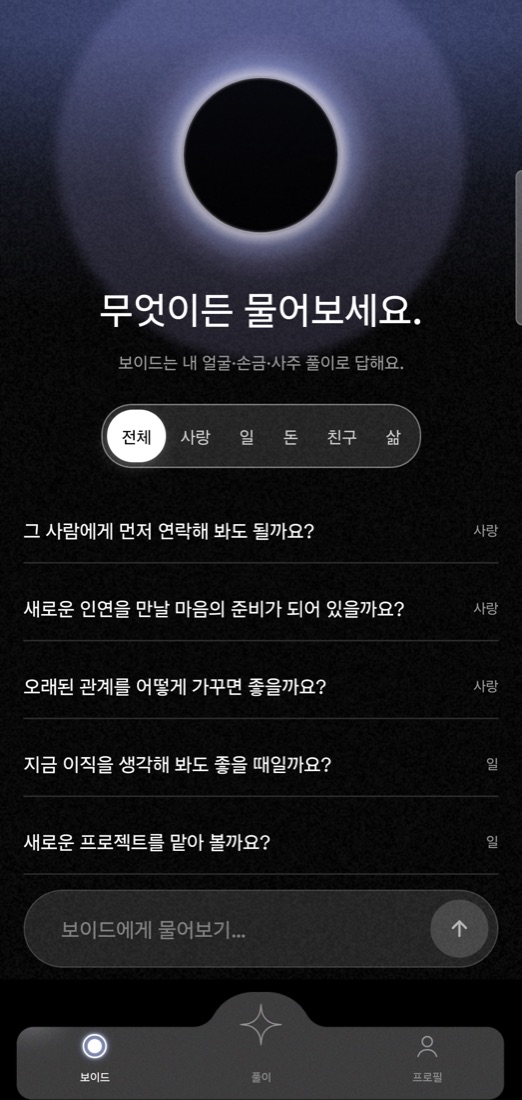 무엇이든 물어보세요.
보이드는 내 얼굴·손금·사주 풀이로 답해요.
전체 사랑 일 돈 친구 삶
그 사람에게 먼저 연락해 봐도 될까요? 사랑
새로운 인연을 만날 마음의 준비가 되어 있을까요? 사랑
오래된 관계를 어떻게 가꾸면 좋을까요? 사랑
지금 이직을 생각해 봐도 좋을 때일까요? 일
새로운 프로젝트를 맡아 볼까요? 일
보이드에게 물어보기...
보이드 풀이 프로필